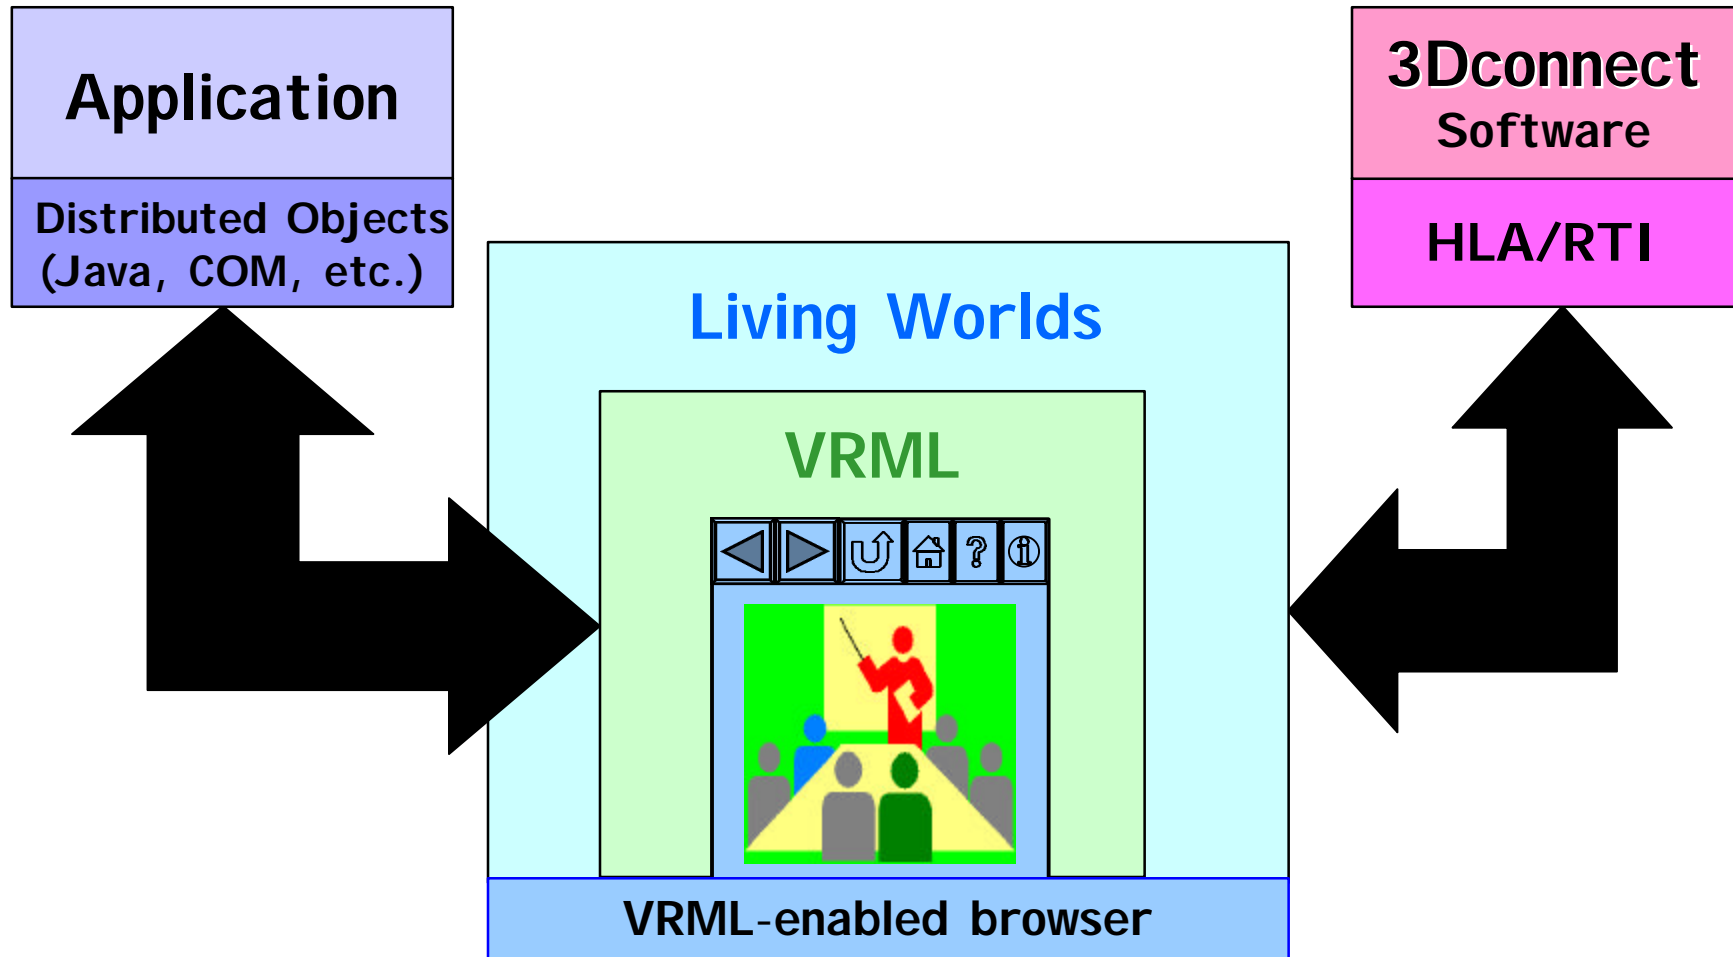 Application
Distributed Objects
(Java, COM, etc.)
3Dconnect
Software
HLA/RTI
Living Worlds
VRML
?
i
VRML-enabled browser